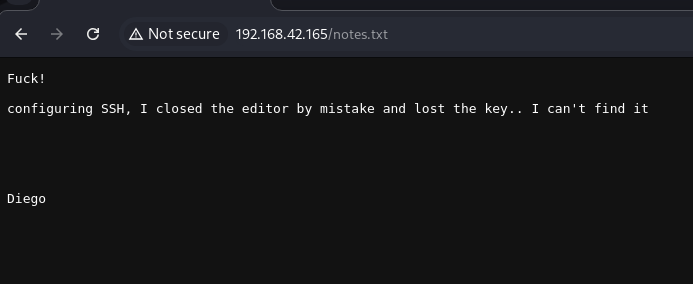 Not secure 192.168.42.165/notes.txt
Fuck!
configuring SSH, I closed the editor by mistake and lost the key.. I can't find it
Diego